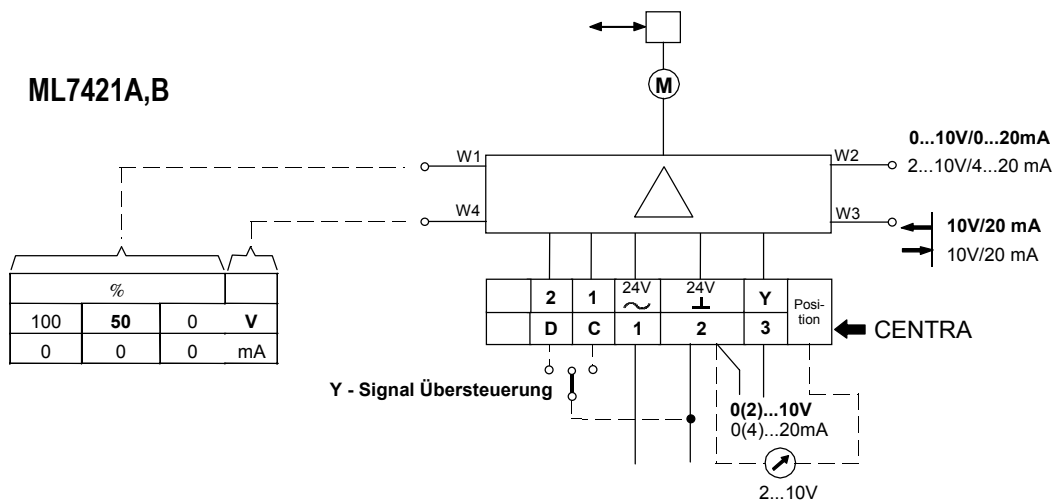 ML7421A,B
M
W1
W2
0...10V/0...20mA
2...10V/4...20 mA
W4
W3
10V/20 mA
10V/20 mA
%
100 50 0 V
0 0 0 mA
2 1 24V 24V Y Posi-
tion
D C 1 2 3
CENTRA
Y - Signal Übersteuerung
0(2)...10V
0(4)...20mA
2...10V